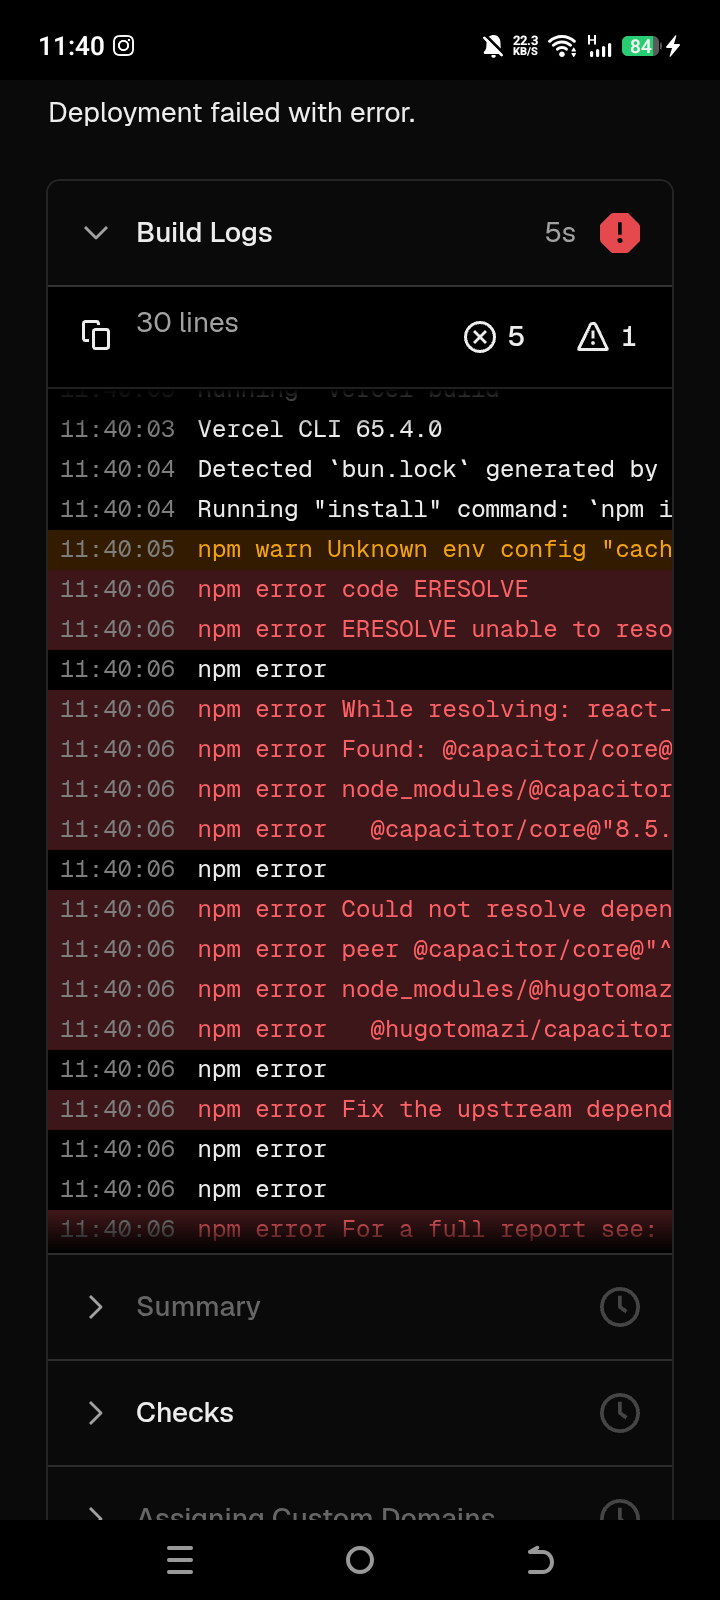 11:40
22.3
KB/S
H
84
Deployment failed with error.
Build Logs 5s
30 lines 5 1
11:40:03 Running `vercel build`
11:40:03 Vercel CLI 65.4.0
11:40:04 Detected `bun.lock` generated by
11:40:04 Running "install" command: `npm i
11:40:05 npm warn Unknown env config "cach
11:40:06 npm error code ERESOLVE
11:40:06 npm error ERESOLVE unable to reso
11:40:06 npm error
11:40:06 npm error While resolving: react-
11:40:06 npm error Found: @capacitor/core@
11:40:06 npm error node_modules/@capacitor
11:40:06 npm error   @capacitor/core@"8.5.
11:40:06 npm error
11:40:06 npm error Could not resolve depen
11:40:06 npm error peer @capacitor/core@"^
11:40:06 npm error node_modules/@hugotomaz
11:40:06 npm error   @hugotomazi/capacitor
11:40:06 npm error
11:40:06 npm error Fix the upstream depend
11:40:06 npm error
11:40:06 npm error
11:40:06 npm error For a full report see:
Summary
Checks
Assigning Custom Domains